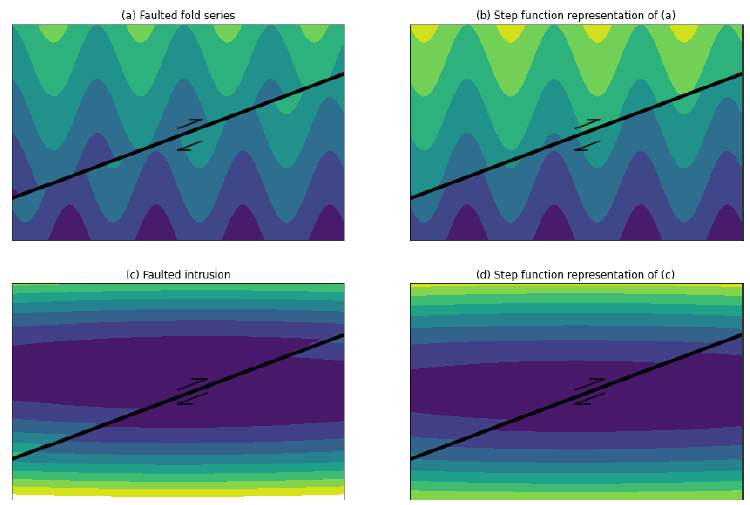 (a) Faulted fold series
(b) Step function representation of (a)
(c) Faulted intrusion
(d) Step function representation of (c)